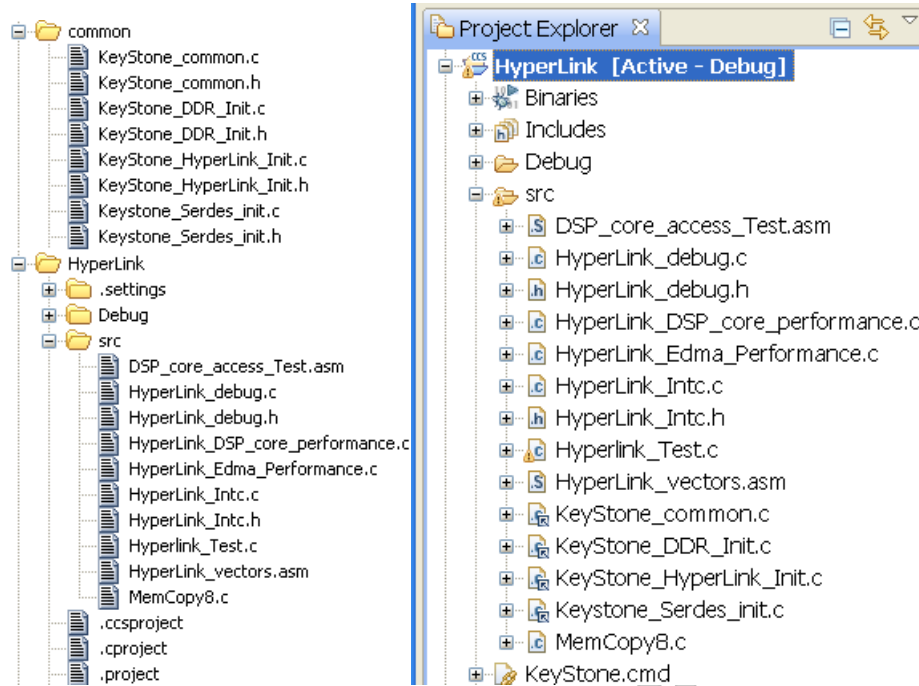 common
KeyStone_common.c
KeyStone_common.h
KeyStone_DDR_Init.c
KeyStone_DDR_Init.h
KeyStone_HyperLink_Init.c
KeyStone_HyperLink_Init.h
Keystone_Serdes_init.c
Keystone_Serdes_init.h
HyperLink
.settings
Debug
src
DSP_core_access_Test.asm
HyperLink_debug.c
HyperLink_debug.h
HyperLink_DSP_core_performance.c
HyperLink_Edma_Performance.c
HyperLink_Intc.c
HyperLink_Intc.h
Hyperlink_Test.c
HyperLink_vectors.asm
MemCopy8.c
.ccsproject
.cproject
.project
Project Explorer
HyperLink [Active - Debug]
Binaries
Includes
Debug
src
DSP_core_access_Test.asm
HyperLink_debug.c
HyperLink_debug.h
HyperLink_DSP_core_performance.c
HyperLink_Edma_Performance.c
HyperLink_Intc.c
HyperLink_Intc.h
Hyperlink_Test.c
HyperLink_vectors.asm
KeyStone_common.c
KeyStone_DDR_Init.c
KeyStone_HyperLink_Init.c
Keystone_Serdes_init.c
MemCopy8.c
KeyStone.cmd